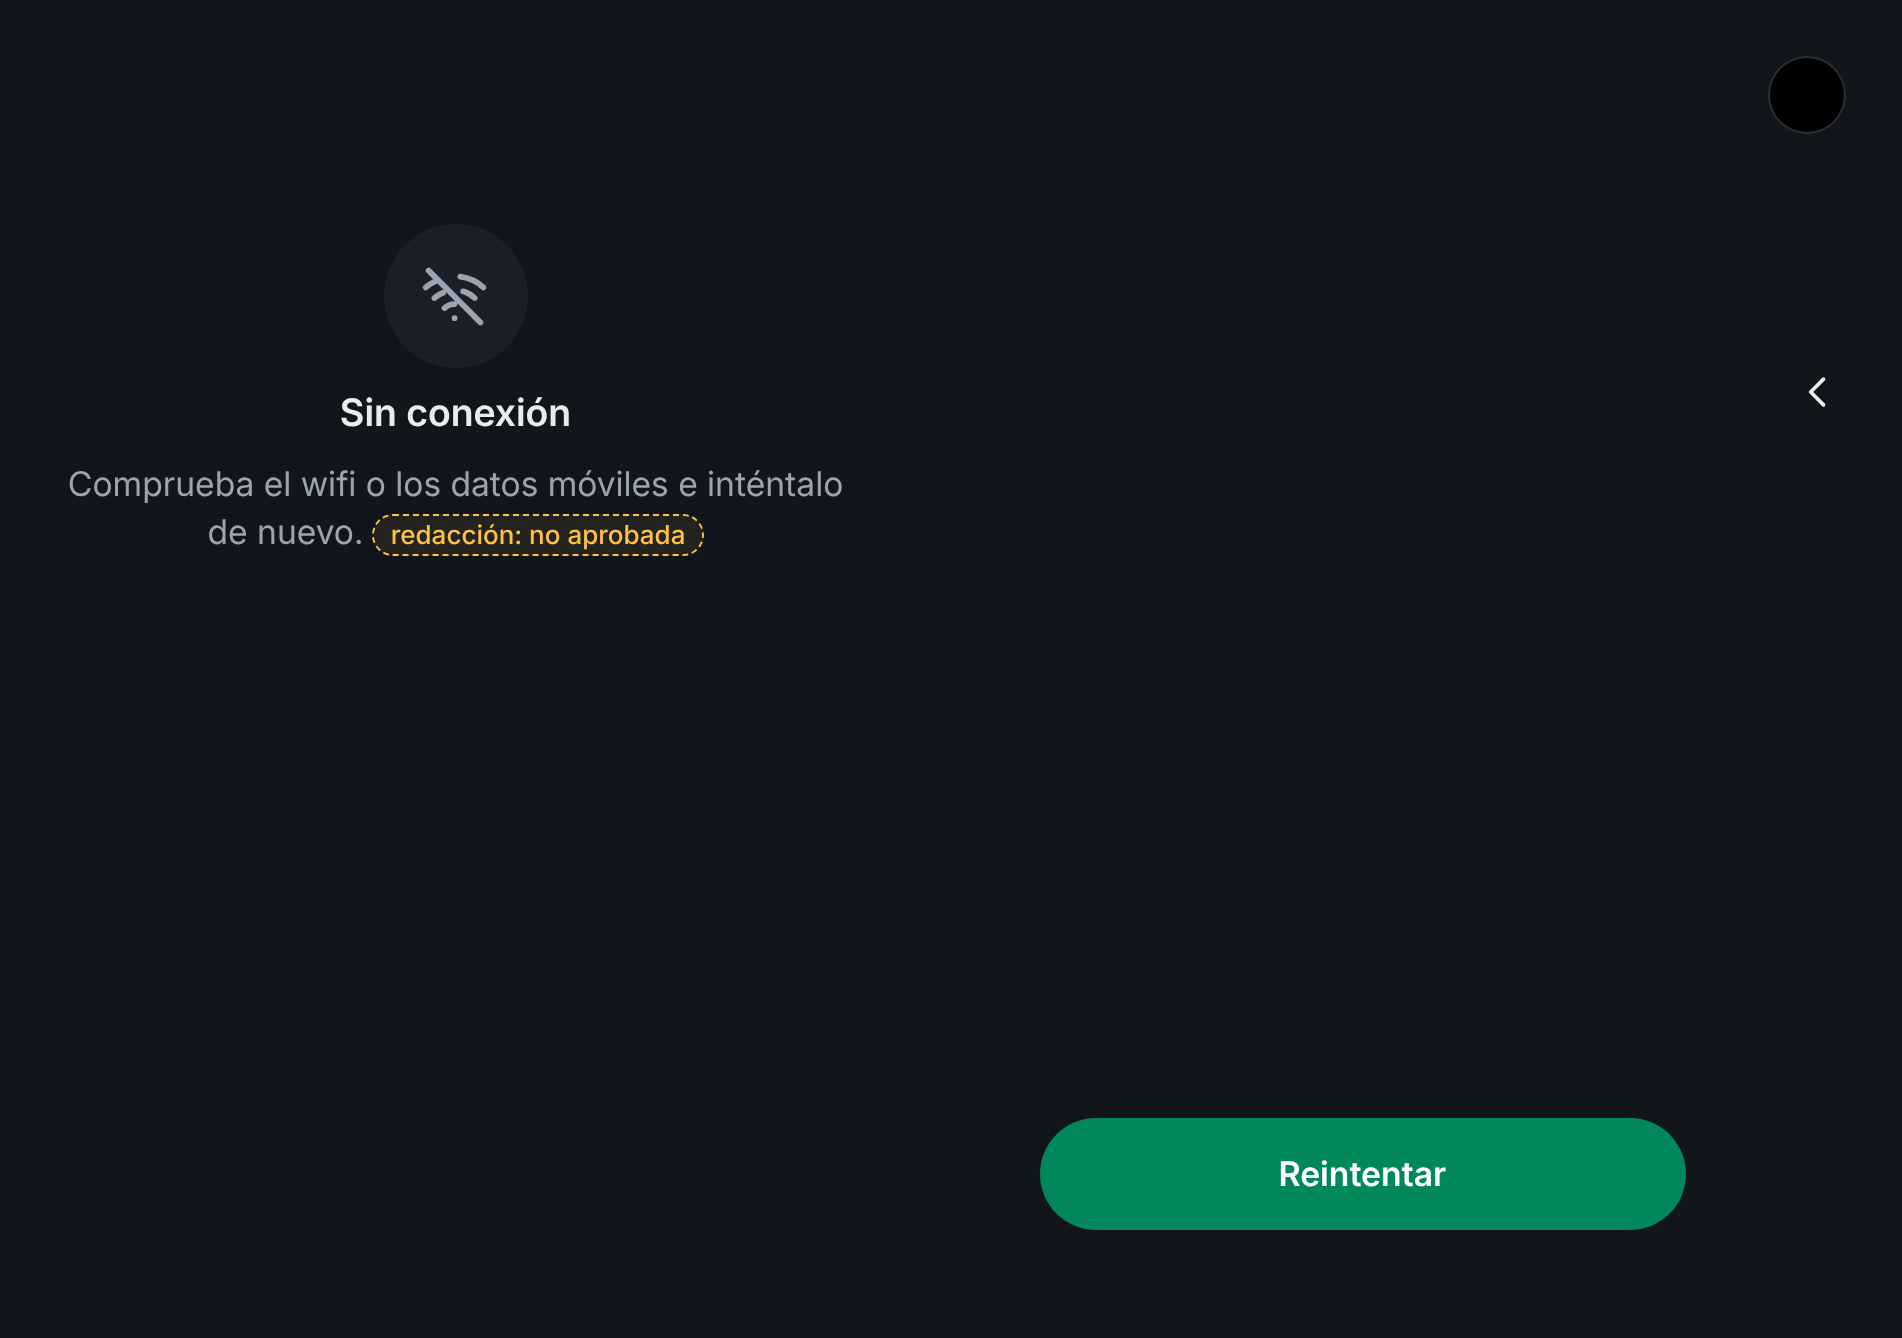 Sin conexión
Comprueba el wifi o los datos móviles e inténtalo
de nuevo. redacción: no aprobada
Reintentar